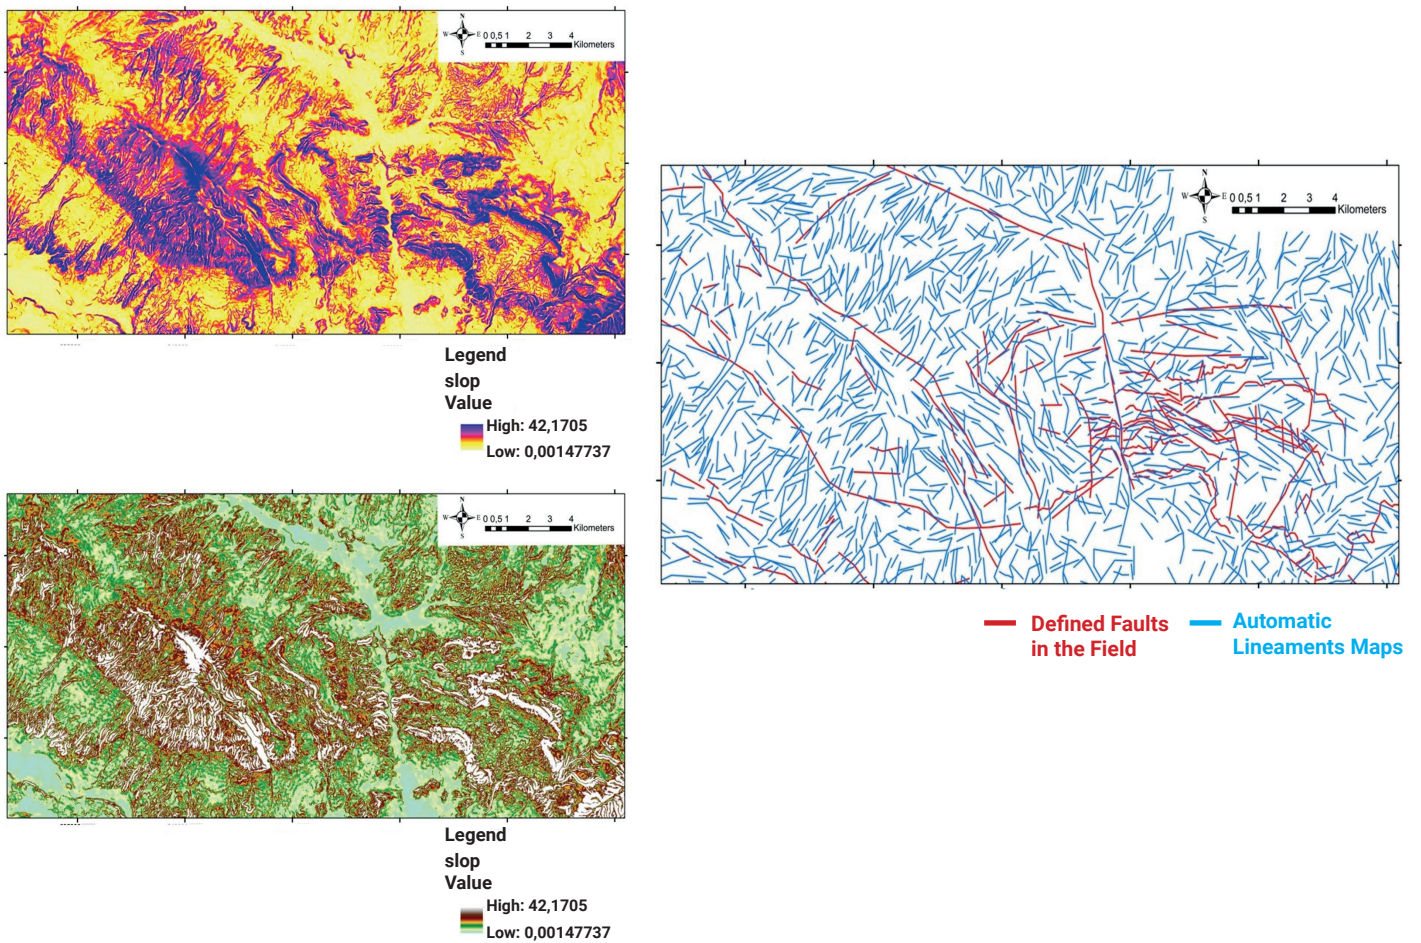 N
W E
S
0 0,5 1 2 3 4
Kilometers
Legend
slop
Value
High: 42,1705
Low: 0,00147737
N
W E
S
0 0,5 1 2 3 4
Kilometers
Legend
slop
Value
High: 42,1705
Low: 0,00147737
N
W E
S
0 0,5 1 2 3 4
Kilometers
Defined Faults
in the Field
Automatic
Lineaments Maps